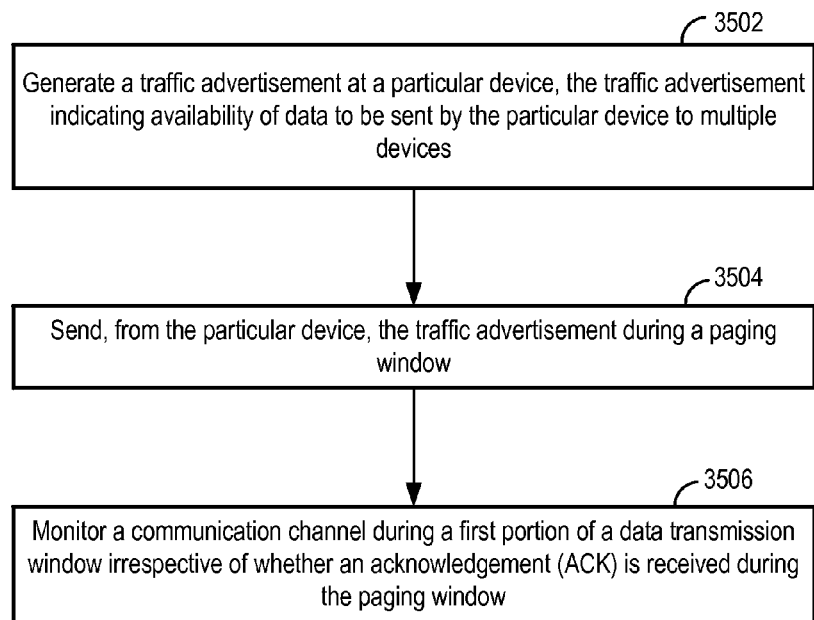 3502
Generate a traffic advertisement at a particular device, the traffic advertisement
indicating availability of data to be sent by the particular device to multiple
devices
3504
Send, from the particular device, the traffic advertisement during a paging
window
3506
Monitor a communication channel during a first portion of a data transmission
window irrespective of whether an acknowledgement (ACK) is received during
the paging window